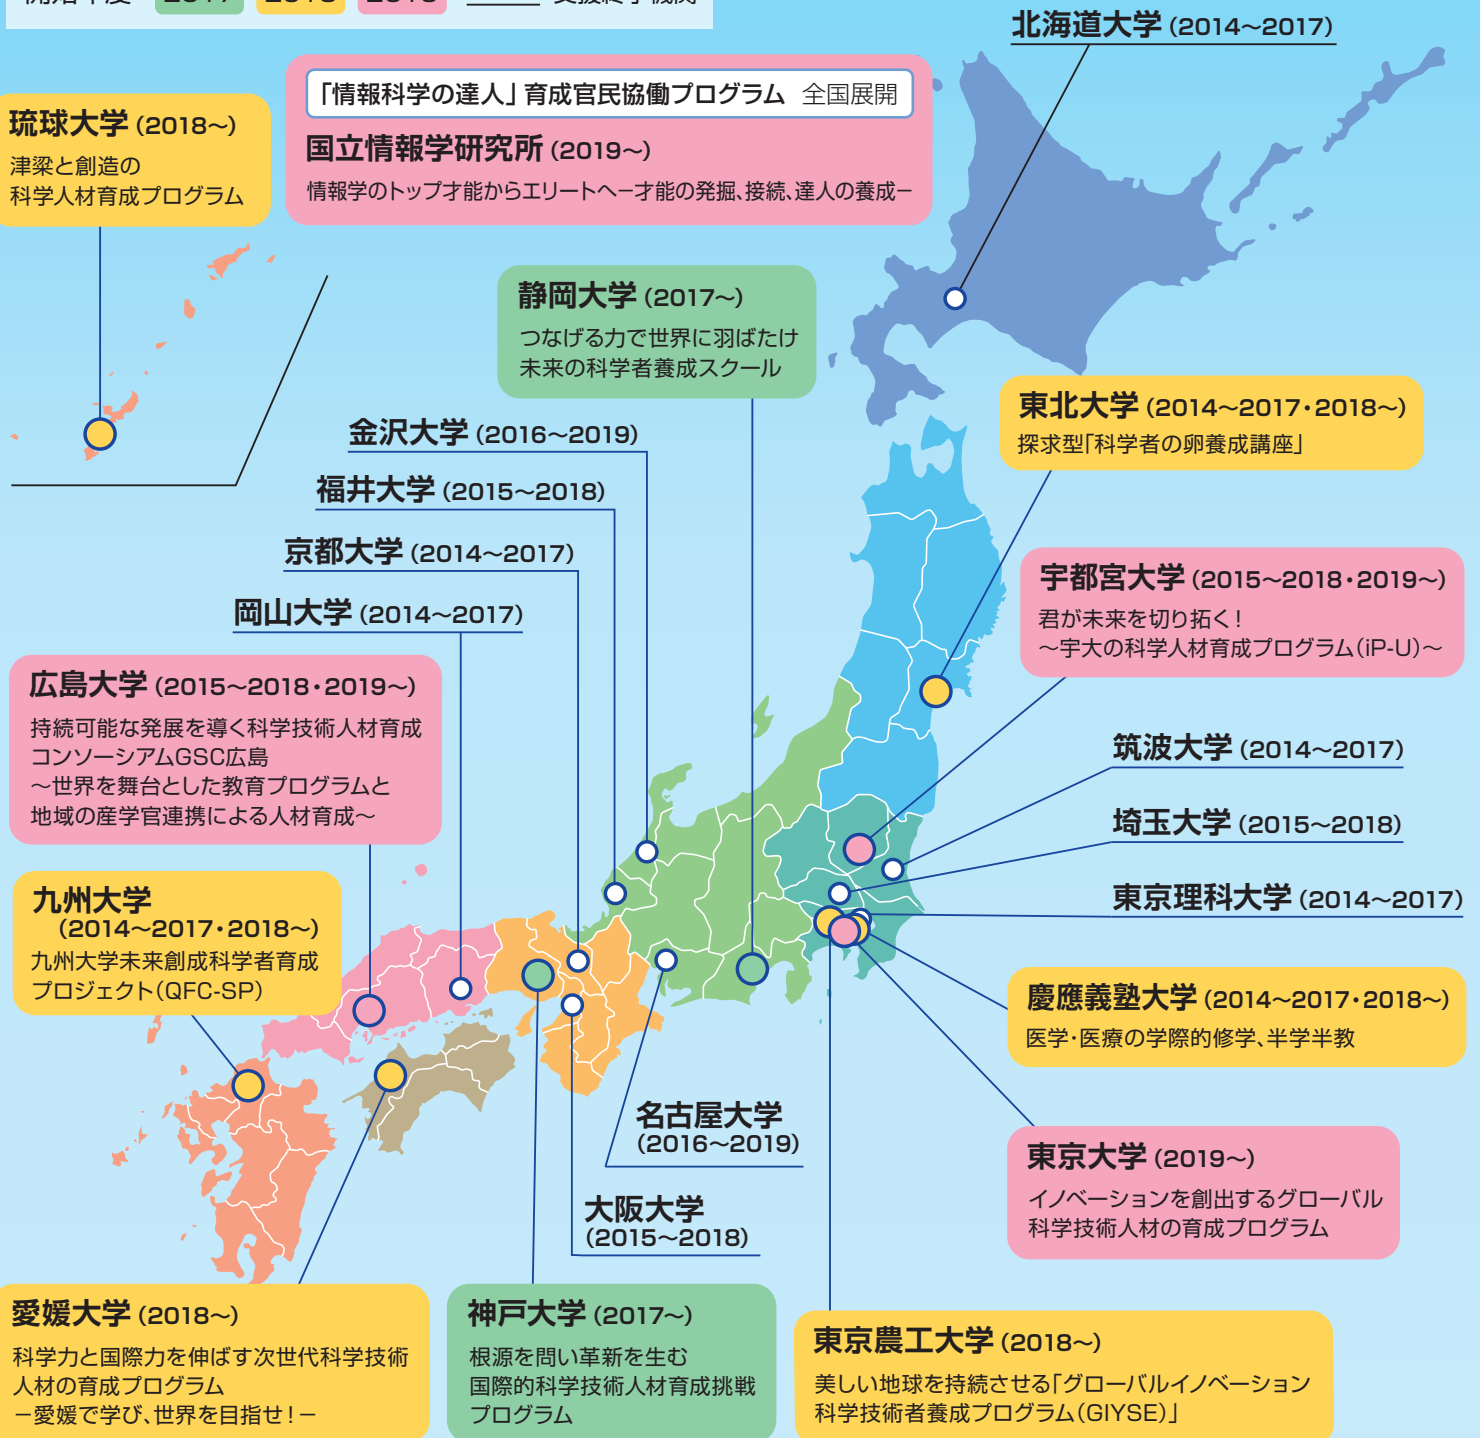 開始年度 2017 2018 2019 支援終了機関
北海道大学（2014〜2017）
「情報科学の達人」育成官民協働プログラム 全国展開
国立情報学研究所（2019〜）
情報学のトップ才能からエリートへー才能の発掘、接続、達人の養成ー
琉球大学（2018〜）
津梁と創造の
科学人材育成プログラム
静岡大学（2017〜）
つなげる力で世界に羽ばたけ
未来の科学者養成スクール
東北大学（2014〜2017・2018〜）
探求型「科学者の卵養成講座」
金沢大学（2016〜2019）
福井大学（2015〜2018）
京都大学（2014〜2017）
岡山大学（2014〜2017）
宇都宮大学（2015〜2018・2019〜）
君が未来を切り拓く！
〜宇大の科学人材育成プログラム（iP-U）〜
広島大学（2015〜2018・2019〜）
持続可能な発展を導く科学技術人材育成
コンソーシアムGSC広島
〜世界を舞台とした教育プログラムと
地域の産学官連携による人材育成〜
筑波大学（2014〜2017）
埼玉大学（2015〜2018）
東京理科大学（2014〜2017）
九州大学
（2014〜2017・2018〜）
九州大学未来創成科学者育成
プロジェクト（QFC-SP）
慶應義塾大学（2014〜2017・2018〜）
医学・医療の学際的修学、半学半教
名古屋大学
（2016〜2019）
東京大学（2019〜）
イノベーションを創出するグローバル
科学技術人材の育成プログラム
大阪大学
（2015〜2018）
愛媛大学（2018〜）
科学力と国際力を伸ばす次世代科学技術
人材の育成プログラム
ー愛媛で学び、世界を目指せ！ー
神戸大学（2017〜）
根源を問い革新を生む
国際的科学技術人材育成挑戦
プログラム
東京農工大学（2018〜）
美しい地球を持続させる「グローバルイノベーション
科学技術者養成プログラム（GIYSE）」